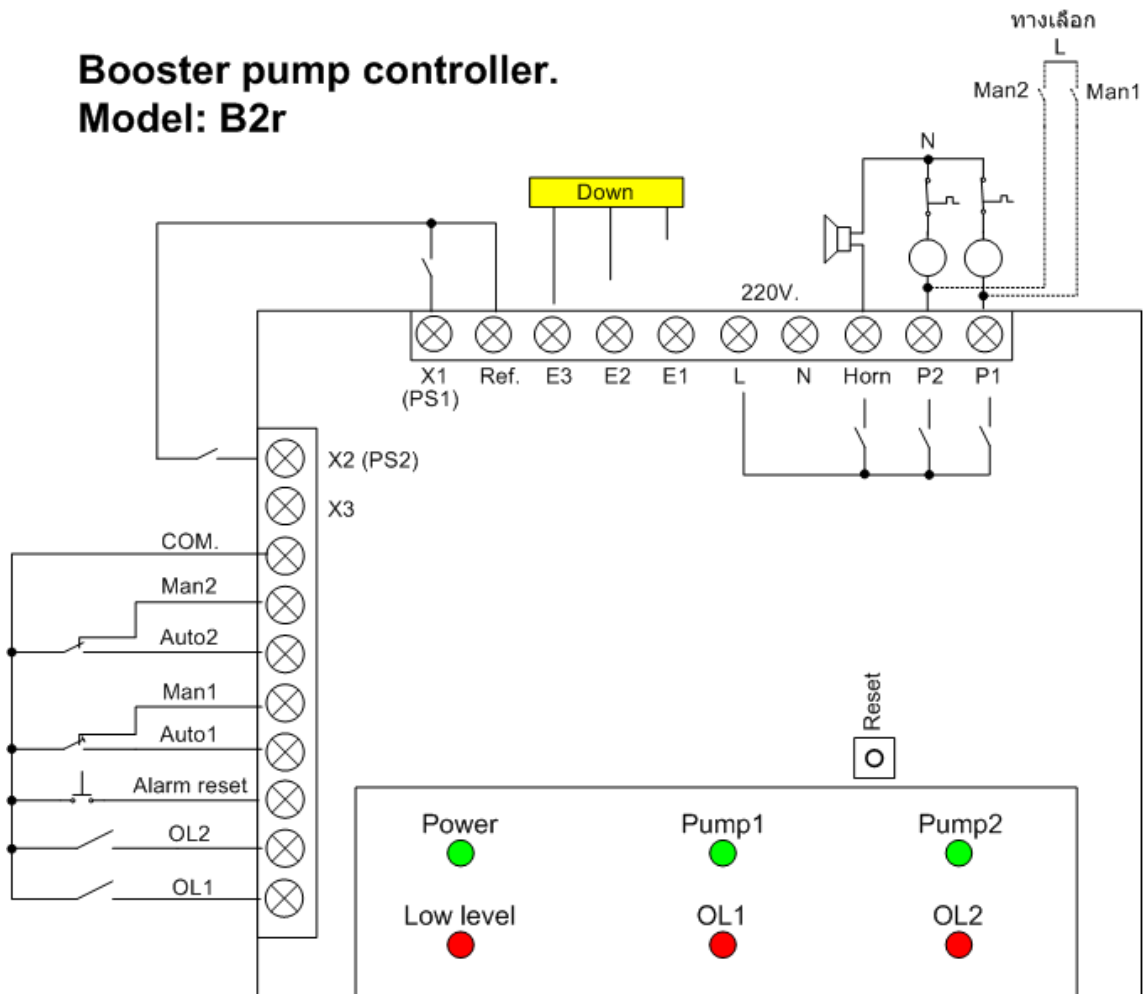 ทางเลือก
L
Booster pump controller.
Model: B2r
Man2 Man1
N
Down
220V.
X1 Ref. E3 E2 E1 L N Horn P2 P1
(PS1)
X2 (PS2)
X3
COM.
Man2
Auto2
Man1
Auto1
Alarm reset
OL2
OL1
Reset
Power Pump1 Pump2
Low level OL1 OL2